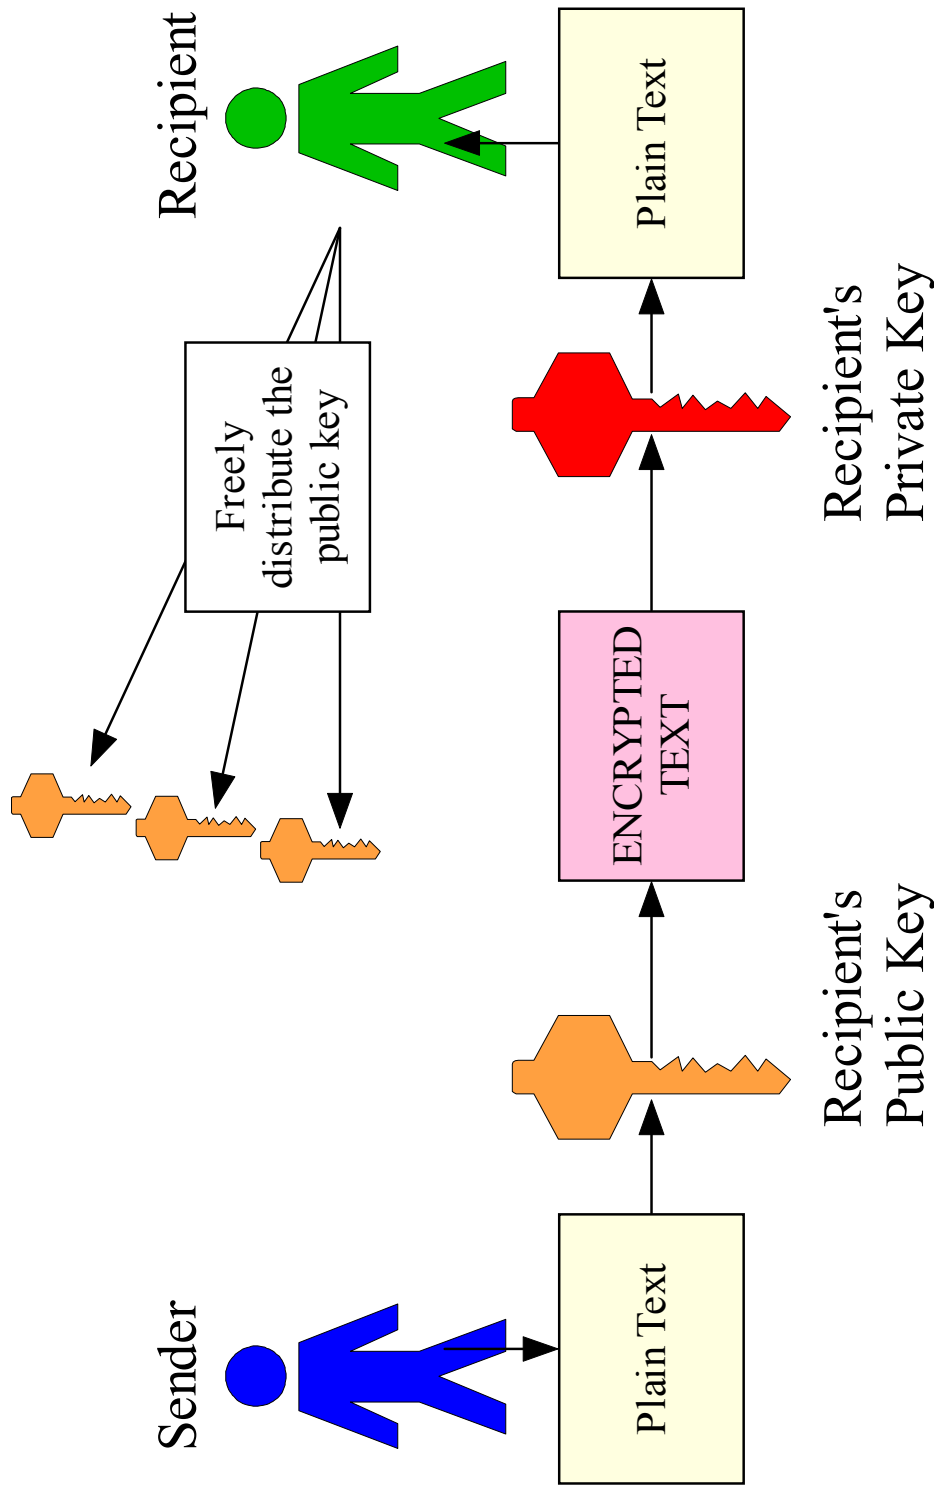 Sender
Recipient
Freely
distribute the
public key
Plain Text
ENCRYPTED
TEXT
Plain Text
Recipient's
Public Key
Recipient's
Private Key